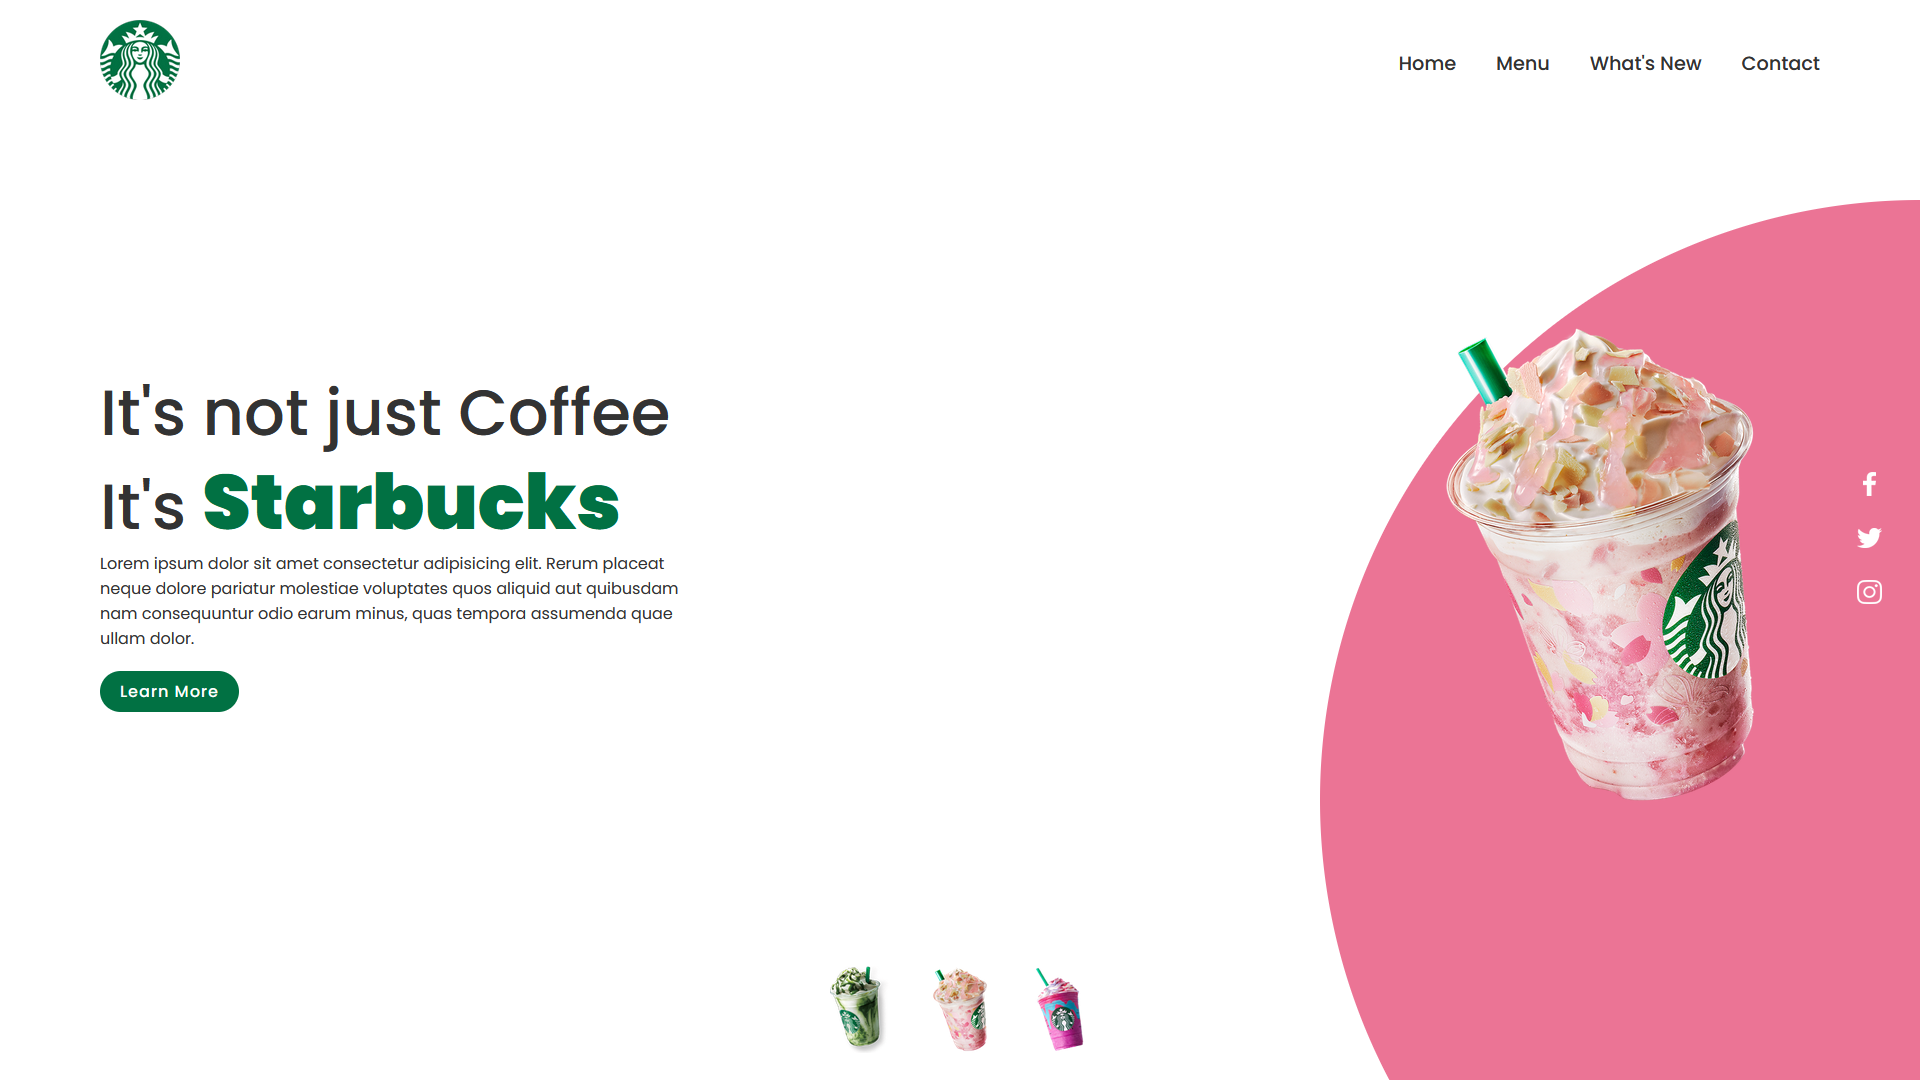 Home Menu What's New Contact
It's not just Coffee
It's Starbucks
Lorem ipsum dolor sit amet consectetur adipisicing elit. Rerum placeat
neque dolore pariatur molestiae voluptates quos aliquid aut quibusdam
nam consequuntur odio earum minus, quas tempora assumenda quae
ullam dolor.
Learn More